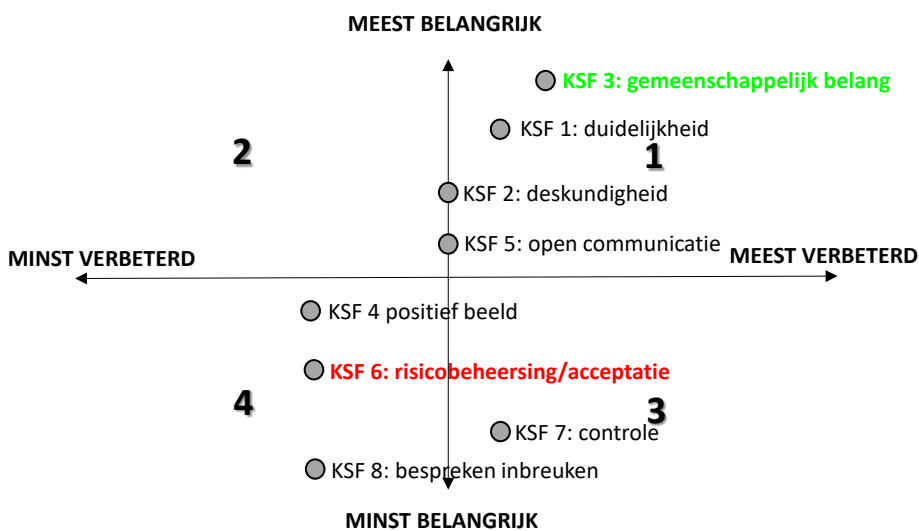 MEEST BELANGRIJK
KSF 3: gemeenschappelijk belang
KSF 1: duidelijkheid
2
1
KSF 2: deskundigheid
KSF 5: open communicatie
MINST VERBETERD
MEEST VERBETERD
KSF 4 positief beeld
KSF 6: risicobeheersing/acceptatie
4
3
KSF 7: controle
KSF 8: bespreken inbreuken
MINST BELANGRIJK